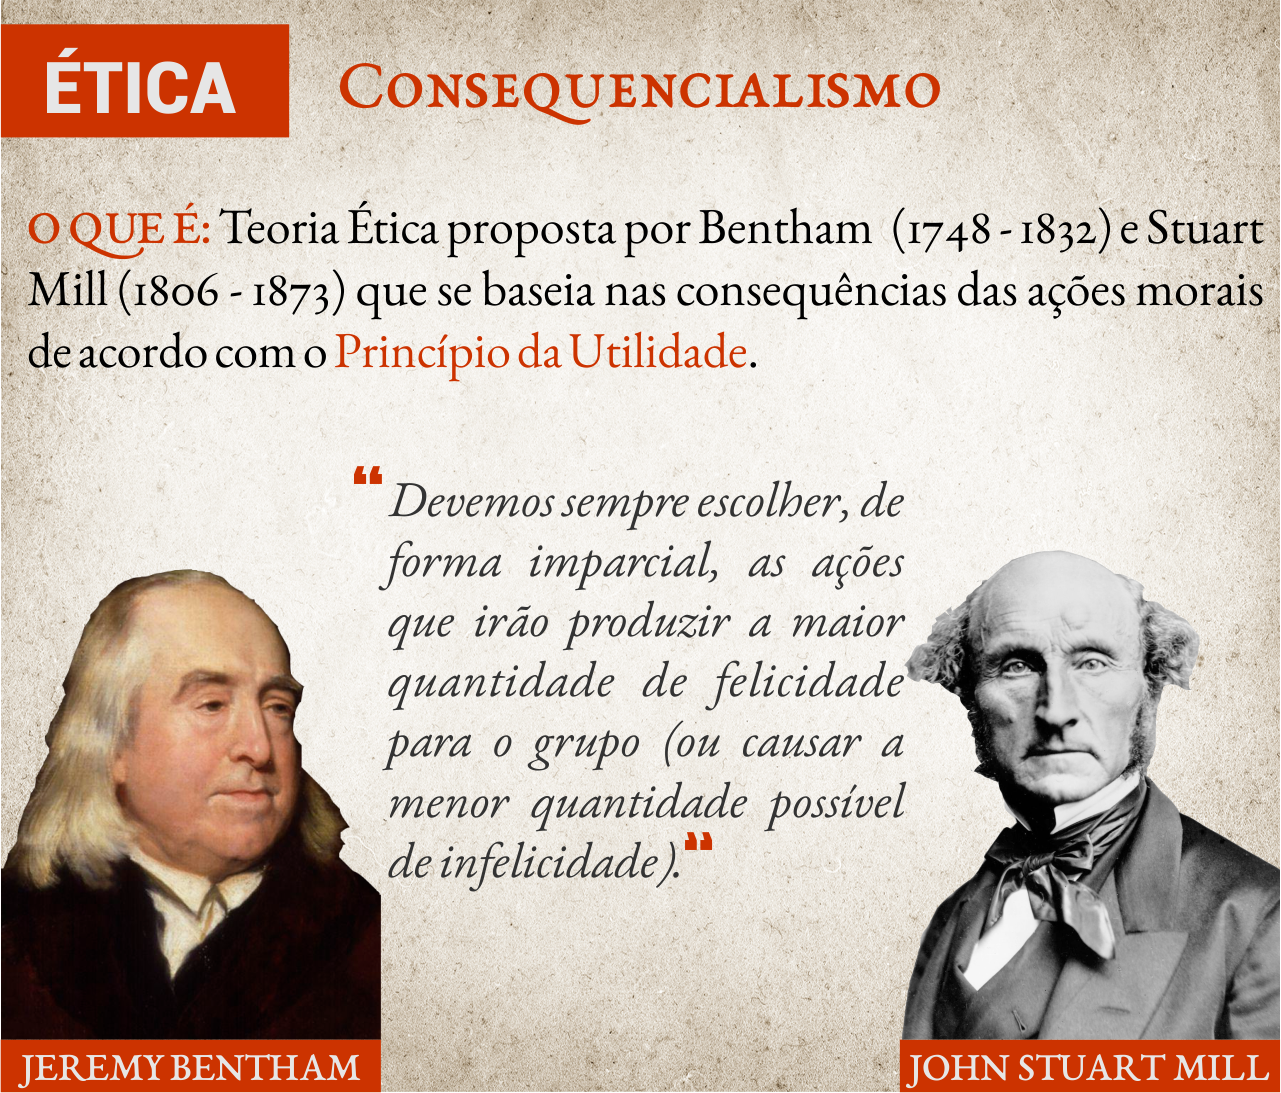 ÉTICA
Consequencialismo
O QUE É: Teoria Ética proposta por Bentham (1748 - 1832) e Stuart
Mill (1806 - 1873) que se baseia nas consequências das ações morais
de acordo com o Princípio da Utilidade.
❝ Devemos sempre escolher, de
forma imparcial, as ações
que irão produzir a maior
quantidade de felicidade
para o grupo (ou causar a
menor quantidade possível
de infelicidade).❝
JEREMY BENTHAM
JOHN STUART MILL